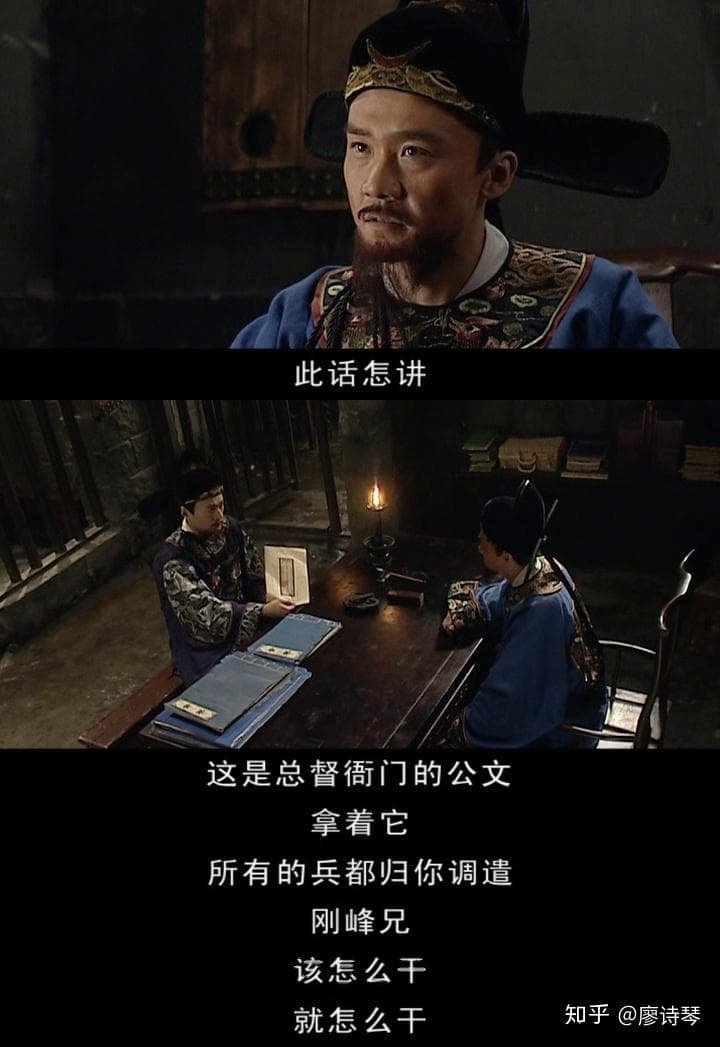 此话怎讲
这是总督衙门的公文
拿着它
所有的兵都归你调遣
刚峰兄
该怎么干
就怎么干
知乎 @廖诗琴